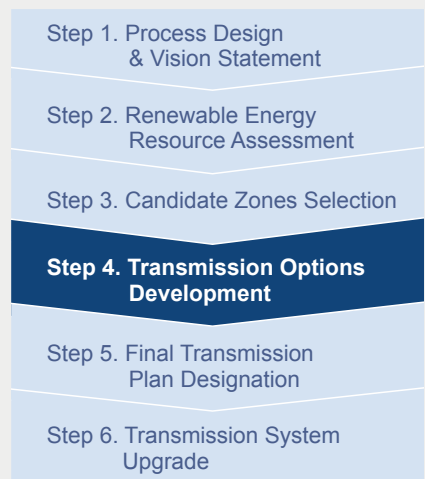 Step 1. Process Design
& Vision Statement
Step 2. Renewable Energy
Resource Assessment
Step 3. Candidate Zones Selection
Step 4. Transmission Options
Development
Step 5. Final Transmission
Plan Designation
Step 6. Transmission System
Upgrade